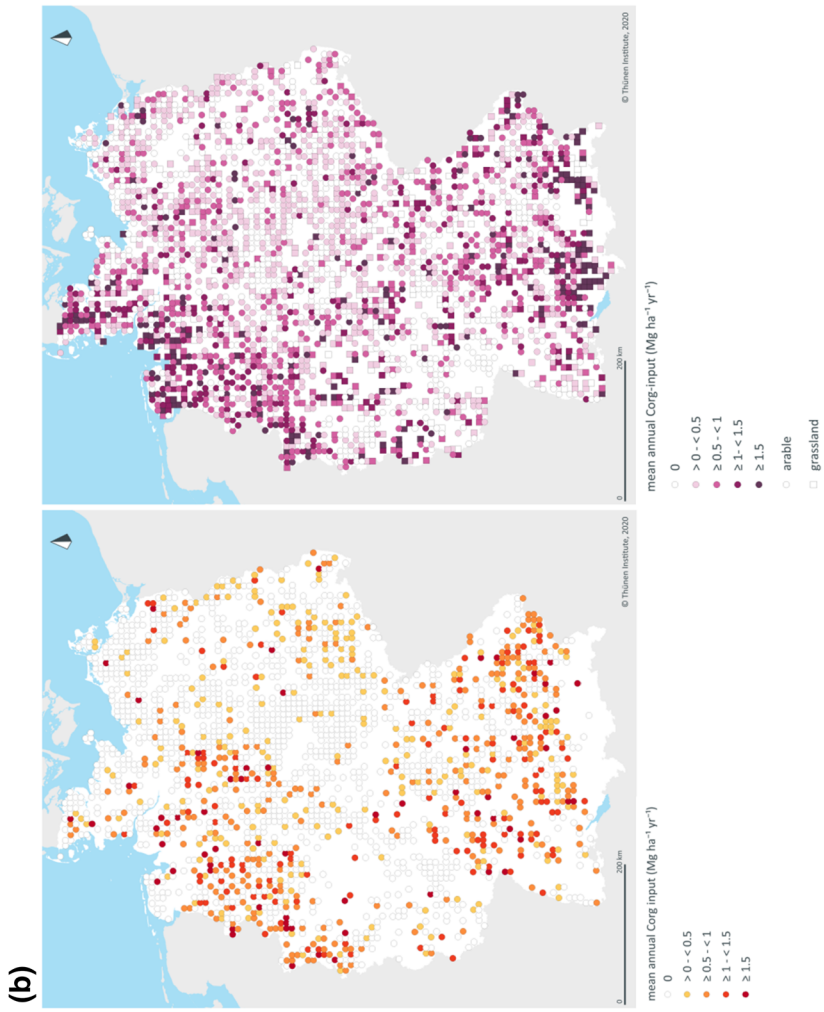 (b)
mean annual Corg input (Mg ha⁻¹ yr⁻¹)
0
> 0 - < 0.5
≥ 0.5 - < 1
≥ 1 - < 1.5
≥ 1.5
0
200 km
© Thünen Institute, 2020
mean annual Corg-input (Mg ha⁻¹ yr⁻¹)
0
> 0 - < 0.5
≥ 0.5 - < 1
≥ 1 - < 1.5
≥ 1.5
arable
grassland
0
200 km
© Thünen Institute, 2020